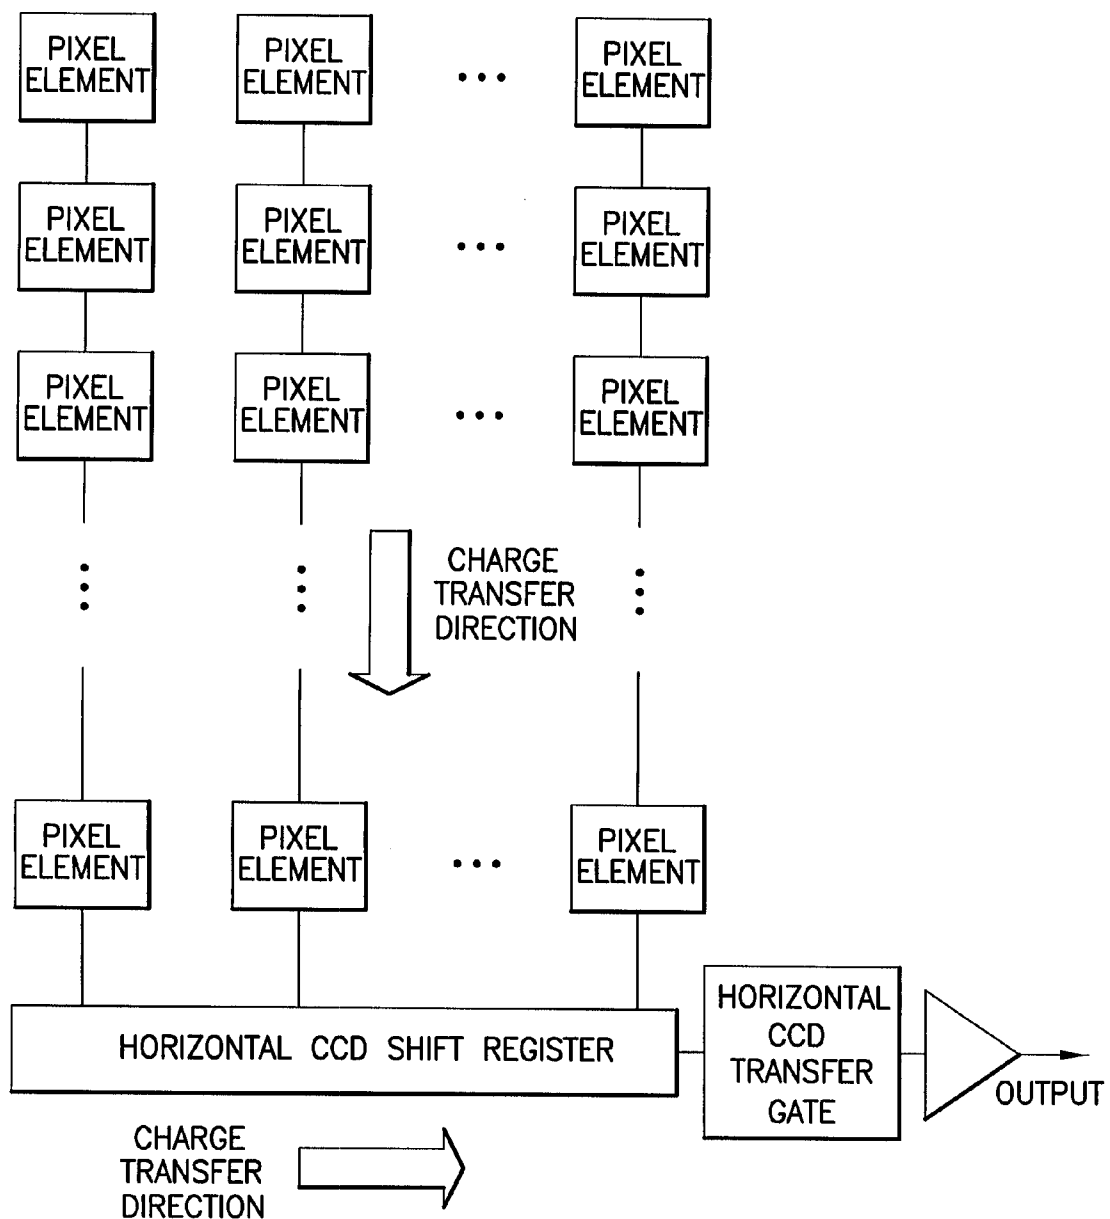 PIXEL
ELEMENT
PIXEL
ELEMENT
PIXEL
ELEMENT
PIXEL
ELEMENT
PIXEL
ELEMENT
PIXEL
ELEMENT
PIXEL
ELEMENT
PIXEL
ELEMENT
PIXEL
ELEMENT
CHARGE
TRANSFER
DIRECTION
PIXEL
ELEMENT
PIXEL
ELEMENT
PIXEL
ELEMENT
HORIZONTAL CCD SHIFT REGISTER
HORIZONTAL
CCD
TRANSFER
GATE
OUTPUT
CHARGE
TRANSFER
DIRECTION